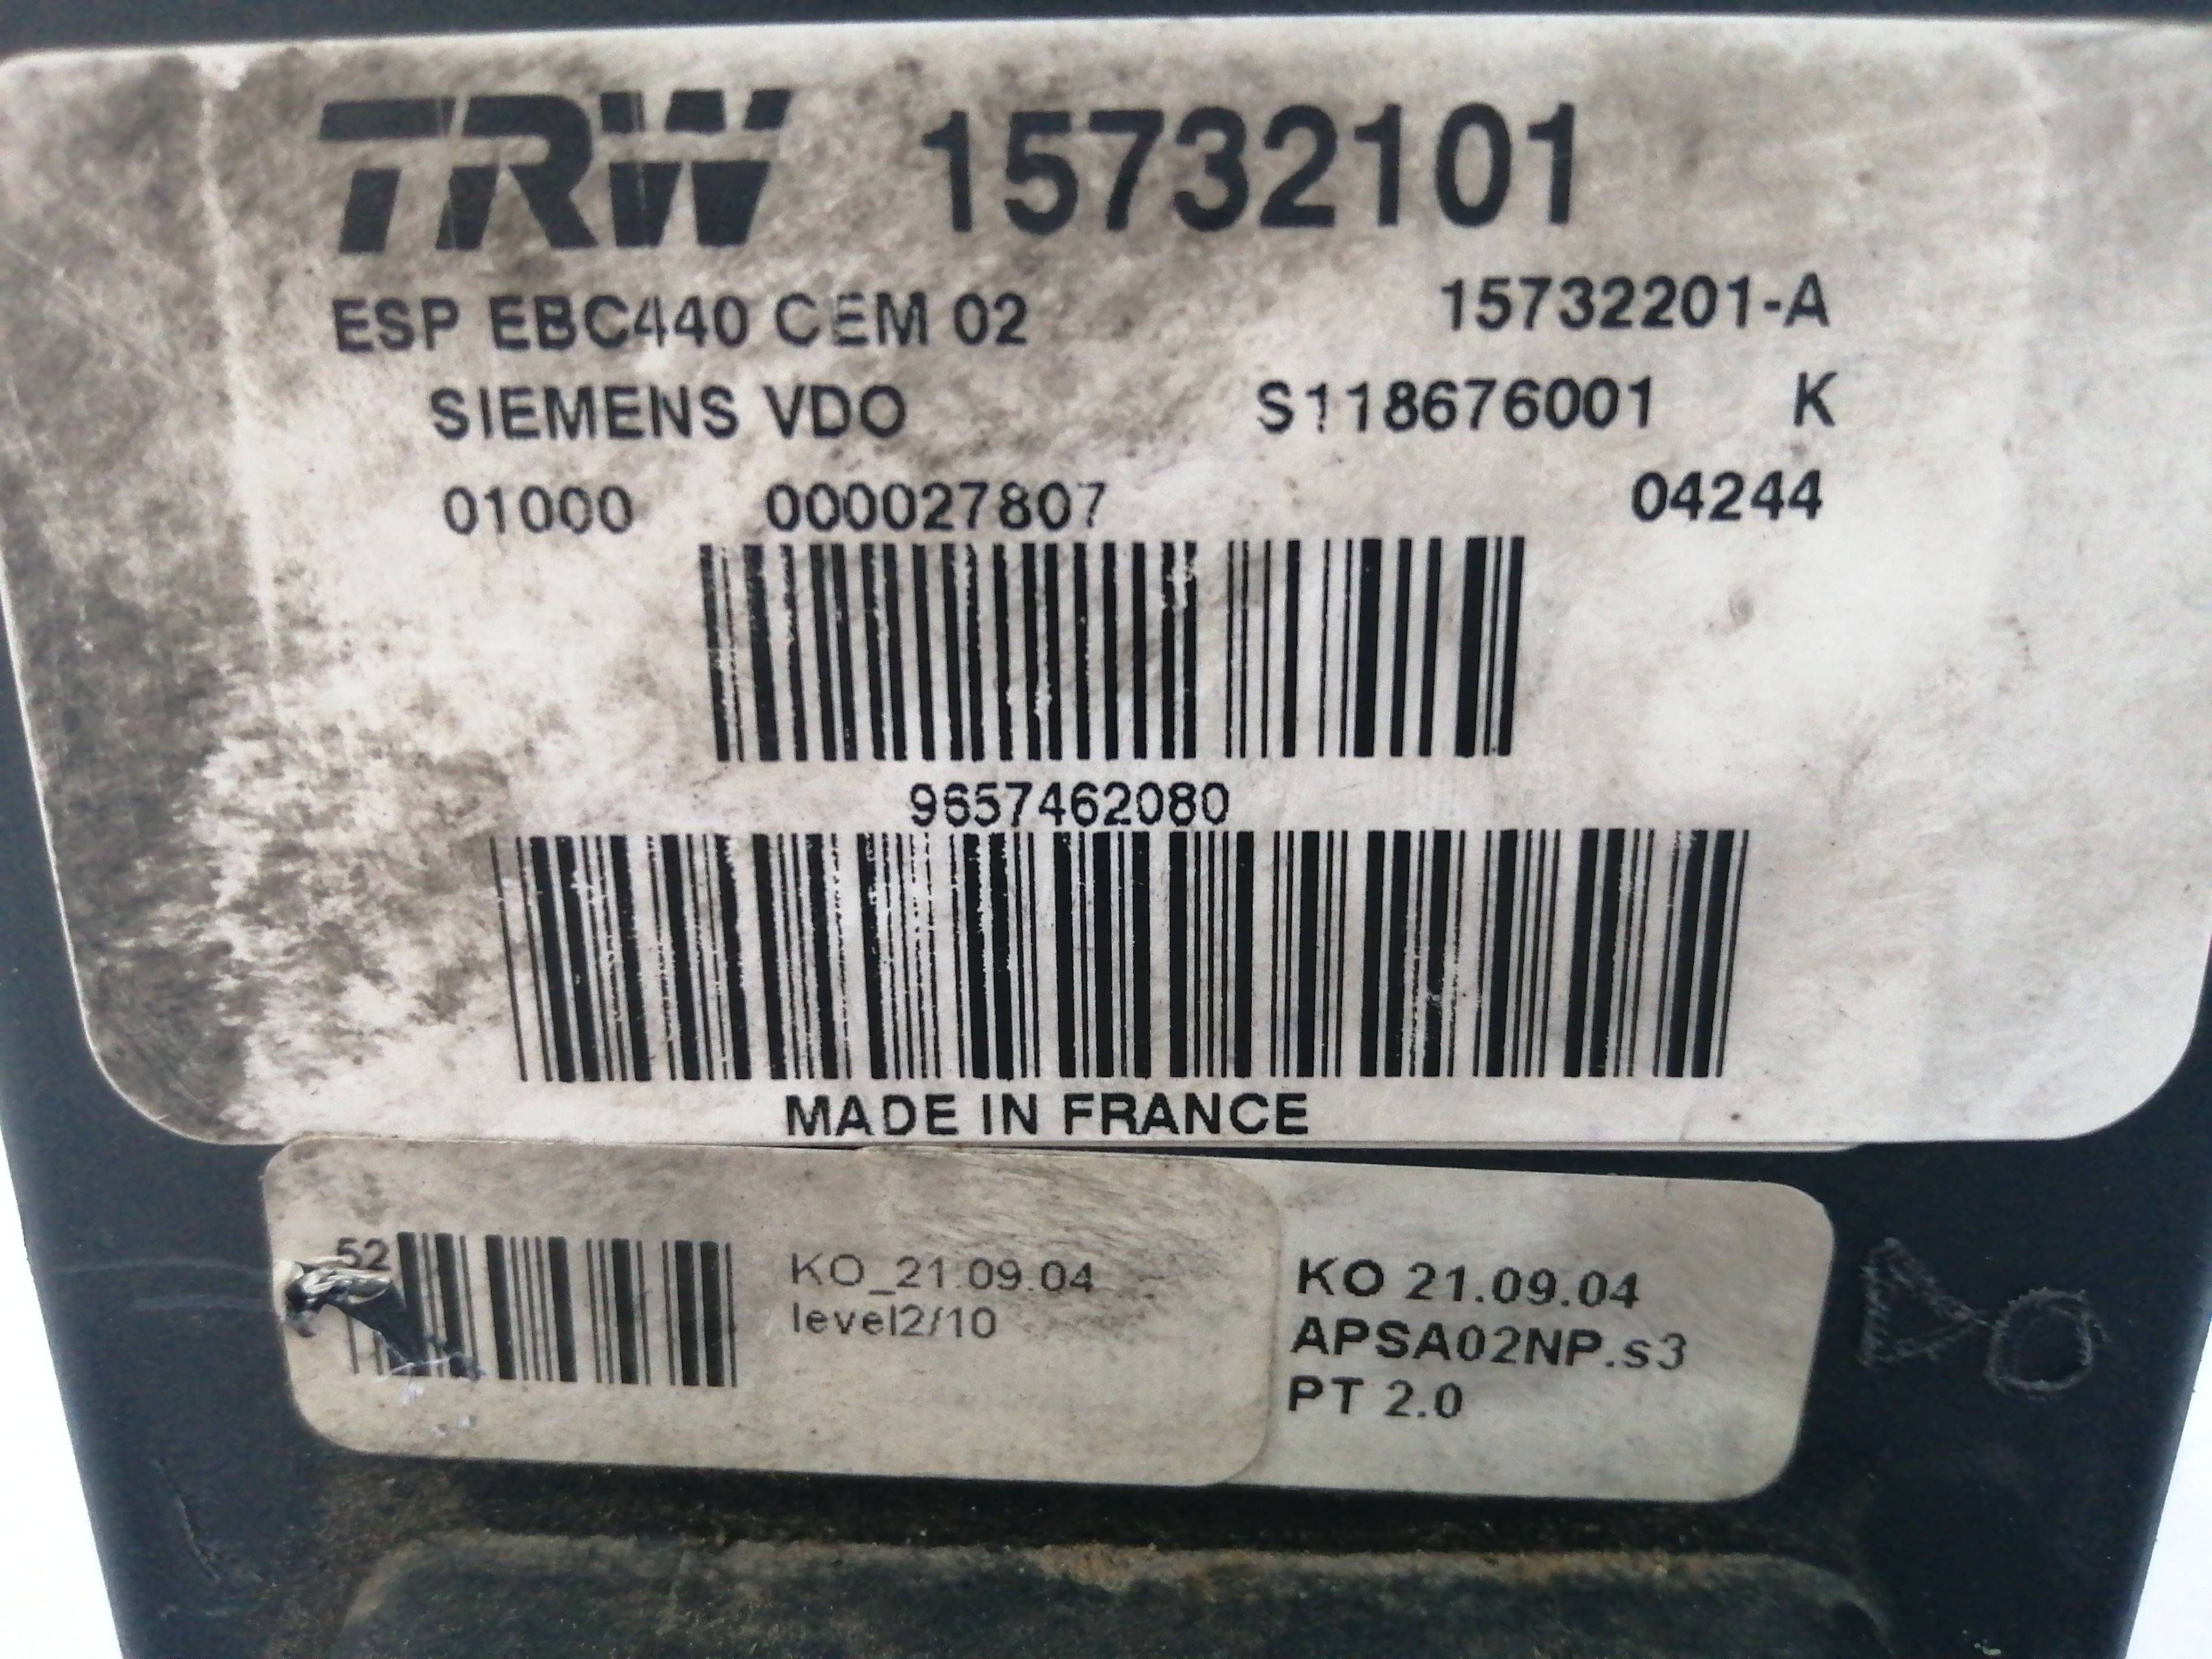 TRW 15732101
ESP EBC440 CEM 02 15732201-A
SIEMENS VDO S118676001 K
01000 000027807 04244
9657462080
MADE IN FRANCE
52
KO_21.09.04
level2/10
KO 21.09.04
APSA02NP.s3
PT 2.0